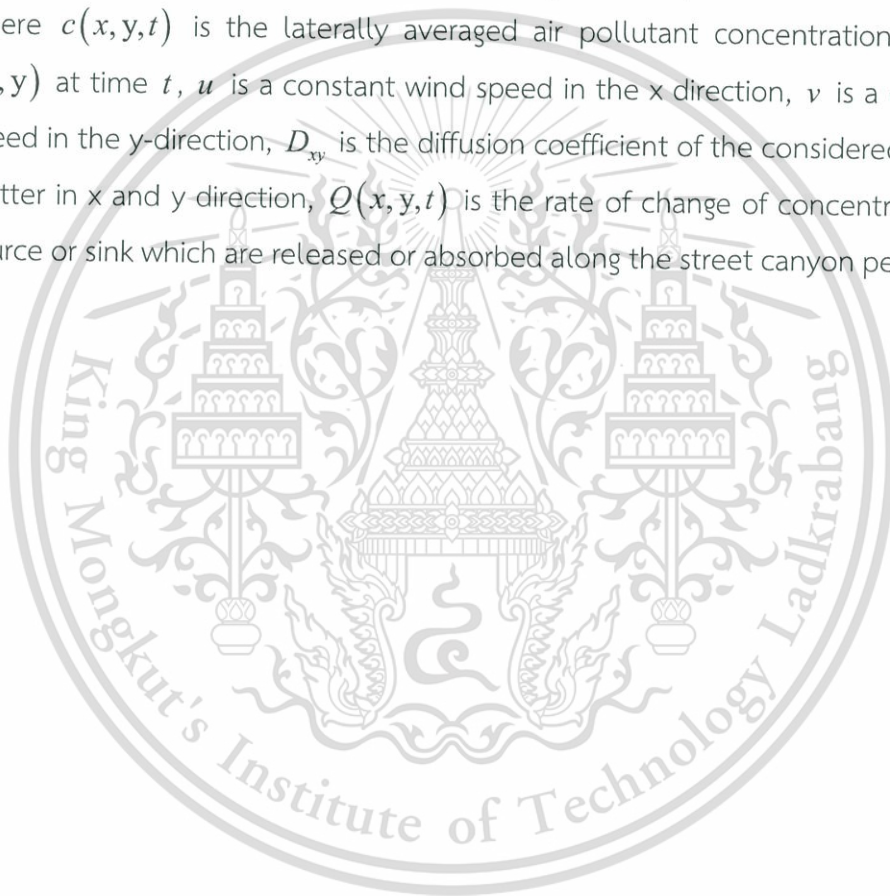 ere c(x,y,t) is the laterally averaged air pollutant concentration
,y) at time t, u is a constant wind speed in the x direction, v is a
eed in the y-direction, D_xy is the diffusion coefficient of the considere
tter in x and y direction, Q(x,y,t) is the rate of change of concentr
urce or sink which are released or absorbed along the street canyon pe
King Mongkut's Institute of Technology Ladkrabang